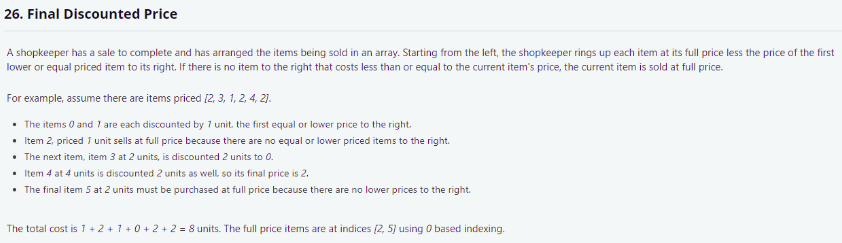 26. Final Discounted Price
A shopkeeper has a sale to complete and has arranged the items being sold in an array. Starting from the left, the shopkeeper rings up each item at its full price less the price of the first
lower or equal priced item to its right. If there is no item to the right that costs less than or equal to the current item's price, the current item is sold at full price.
For example, assume there are items priced [2, 3, 1, 2, 4, 2].
• The items 0 and 1 are each discounted by 1 unit, the first equal or lower price to the right.
• Item 2, priced 1 unit sells at full price because there are no equal or lower priced items to the right.
• The next item, item 3 at 2 units, is discounted 2 units to 0.
• Item 4 at 4 units is discounted 2 units as well, so its final price is 2.
• The final item 5 at 2 units must be purchased at full price because there are no lower prices to the right.
The total cost is 1 + 2 + 1 + 0 + 2 + 2 = 8 units. The full price items are at indices [2, 5] using 0 based indexing.